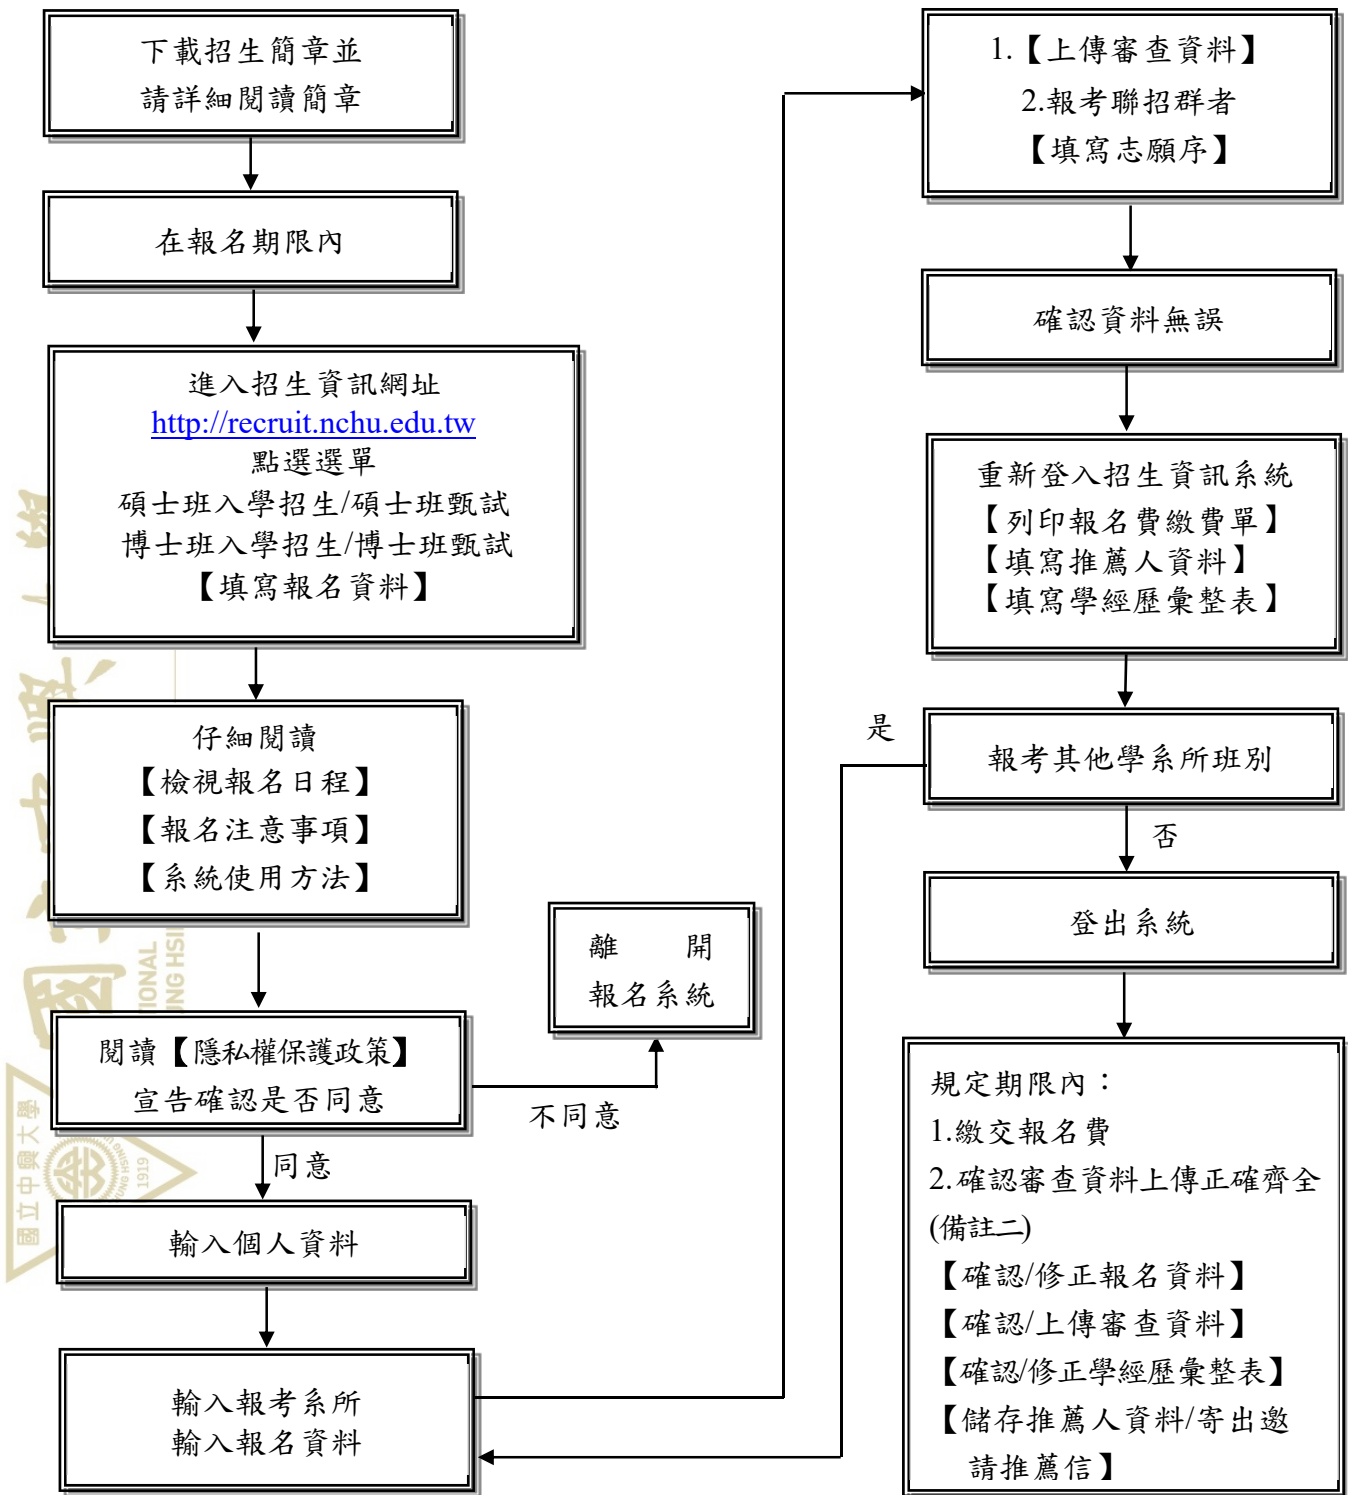 下載招生簡章並
請詳細閱讀簡章
在報名期限內
進入招生資訊網址
http://recruit.nchu.edu.tw
點選選單
碩士班入學招生/碩士班甄試
博士班入學招生/博士班甄試
【填寫報名資料】
仔細閱讀
【檢視報名日程】
【報名注意事項】
【系統使用方法】
閱讀【隱私權保護政策】
宣告確認是否同意
不同意
離 開
報名系統
同意
輸入個人資料
輸入報考系所
輸入報名資料
1.【上傳審查資料】
2.報考聯招群者
【填寫志願序】
確認資料無誤
重新登入招生資訊系統
【列印報名費繳費單】
【填寫推薦人資料】
【填寫學經歷彙整表】
報考其他學系所班別
是
否
登出系統
規定期限內：
1.繳交報名費
2.確認審查資料上傳正確齊全
(備註二)
【確認/修正報名資料】
【確認/上傳審查資料】
【確認/修正學經歷彙整表】
【儲存推薦人資料/寄出邀
請推薦信】
國立中興大學
1919